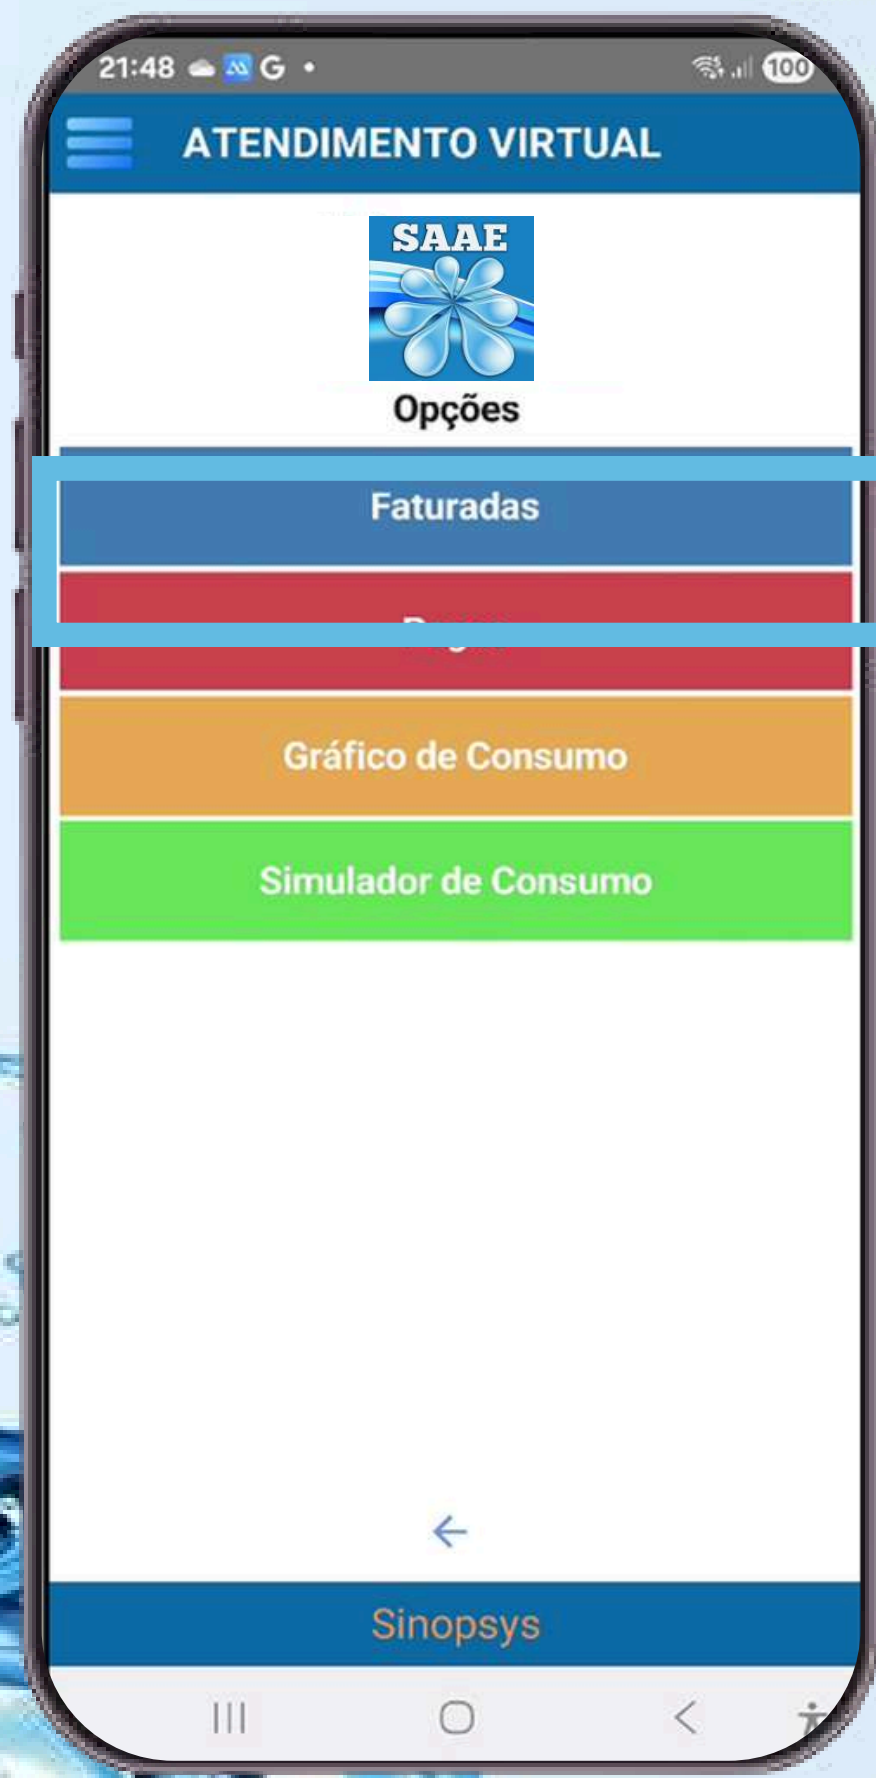 21:48 G
100
ATENDIMENTO VIRTUAL
SAAE
Opções
Faturadas
Gráfico de Consumo
Simulador de Consumo
Sinopsys